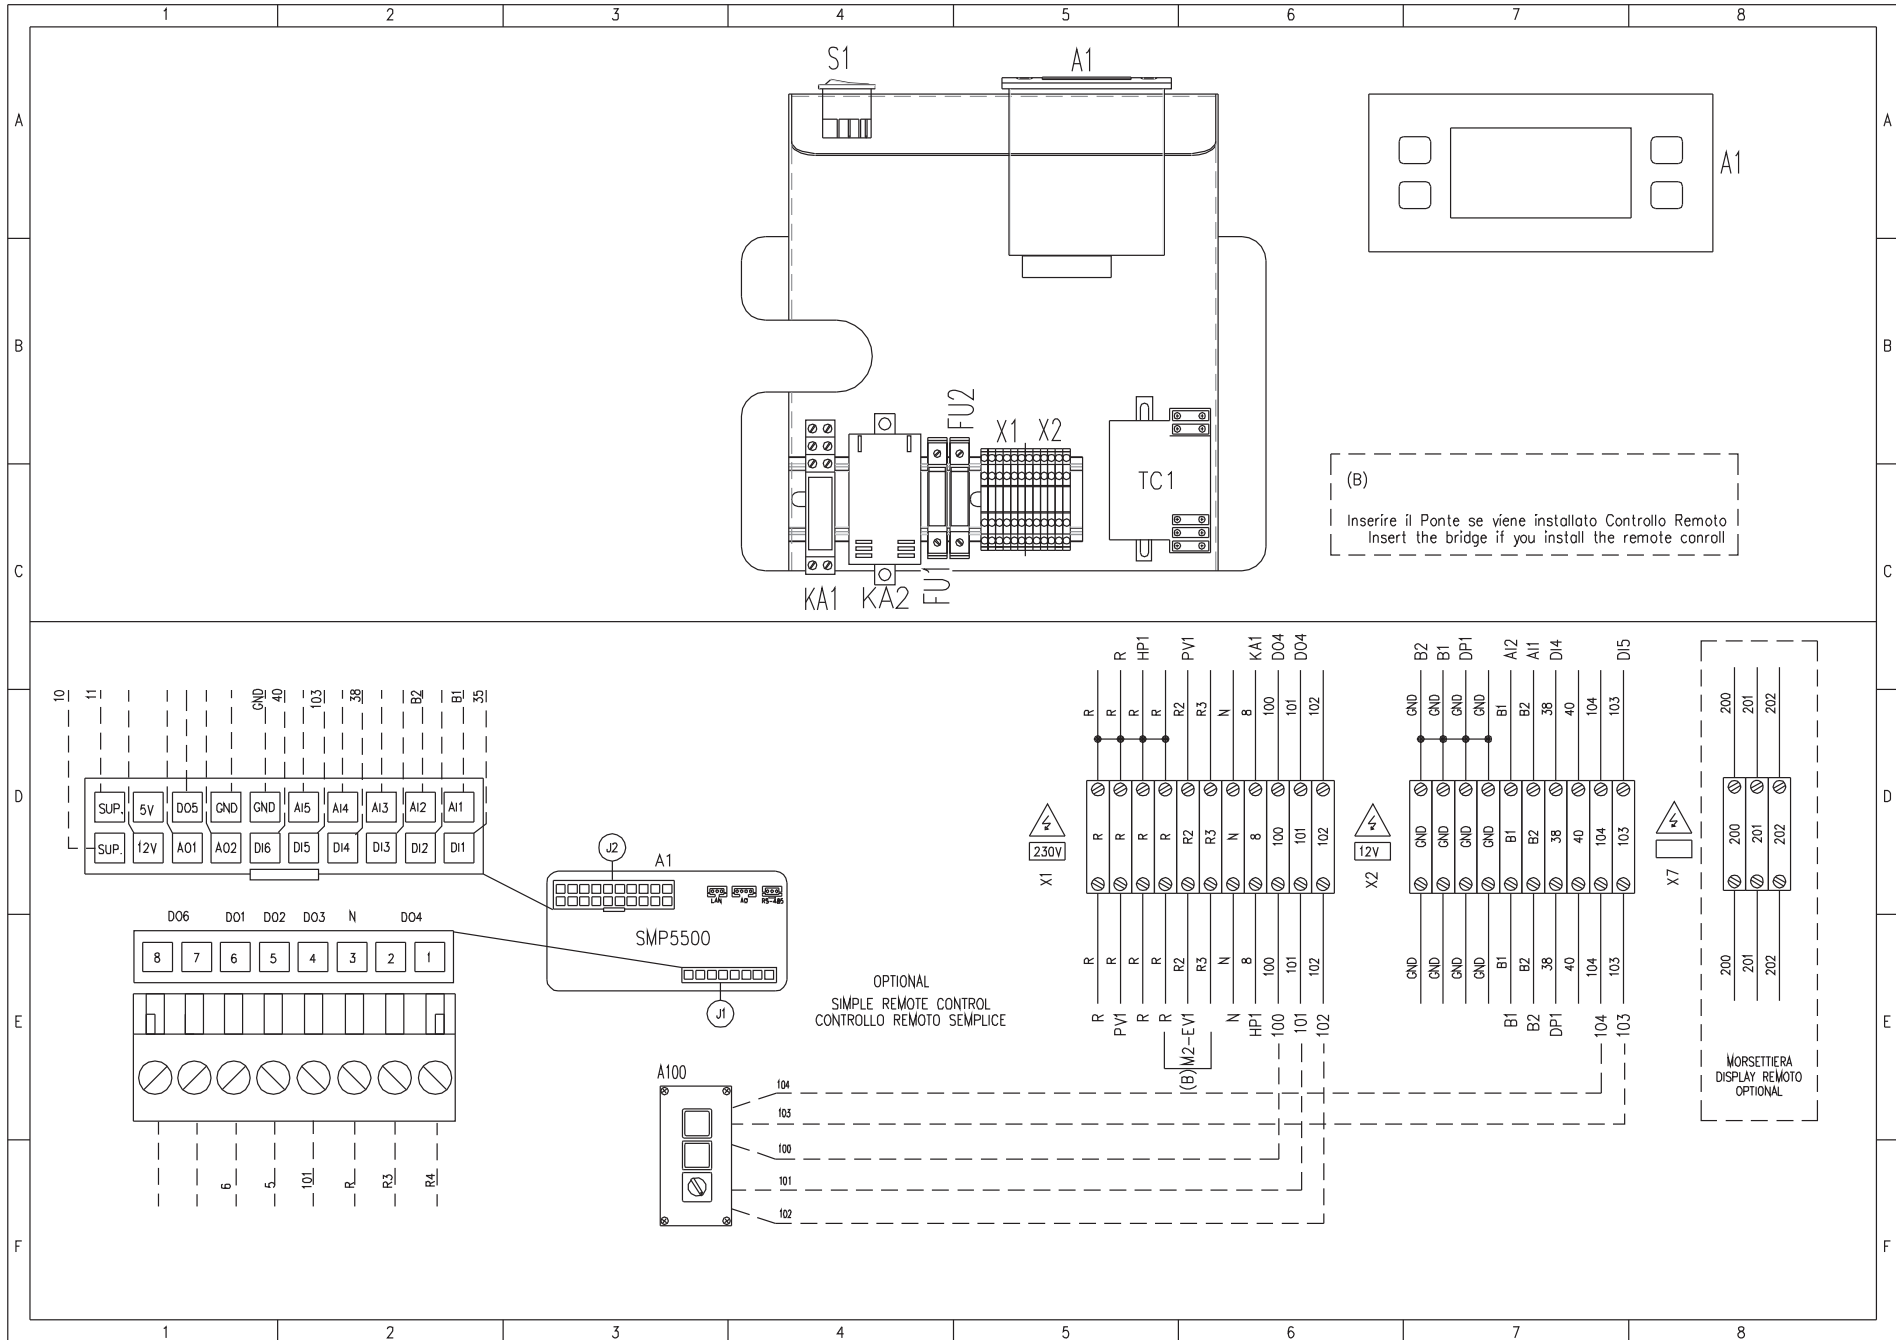 1 2 3 4 5 6 7 8
A A
S1 A1
A1
B B
FU2
X1 X2
TC1
(B)
Inserire il Ponte se viene installato Controllo Remoto
Insert the bridge if you install the remote conroll
C C
KA1 KA2 FU1
10 11 GND 40 103 38 B2 B1 35
SUP. 5V DO5 GND GND AI5 AI4 AI3 AI2 AI1
SUP. 12V AO1 AO2 DI6 DI5 DI4 DI3 DI2 DI1
D D
DO6 DO1 DO2 DO3 N DO4
8 7 6 5 4 3 2 1
6 5 101 R R3 R4
J2
A1
LAN AO RS-485
SMP5500
J1
OPTIONAL
SIMPLE REMOTE CONTROL
CONTROLLO REMOTO SEMPLICE
A100
104
103
100
101
102
R HP1 PV1 KA1 DO4 DO4
R R R R R2 R3 N 8 100 101 102
230V
X1
R R R R R2 R3 N 8 100 101 102
R R R R R2 R3 N 8 100 101 102
R PV1 R R M2-EV1 N HP1 100 101 102
(B)
B2 B1 DP1 AI2 AI1 DI4 DI5
GND GND GND GND B1 B2 38 40 104 103
12V
X2
GND GND GND GND B1 B2 38 40 104 103
GND GND GND GND B1 B2 38 40 104 103
B1 B2 DP1 104 103
200 201 202
X7
200 201 202
200 201 202
MORSETTIERA
DISPLAY REMOTO
OPTIONAL
E E
F F
1 2 3 4 5 6 7 8